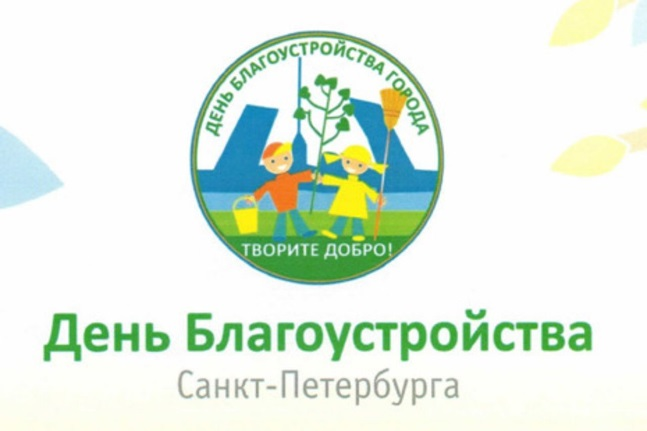 ДЕНЬ БЛАГОУСТРОЙСТВА ГОРОДА
ТВОРИТЕ ДОБРО!
День Благоустройства
Санкт-Петербурга